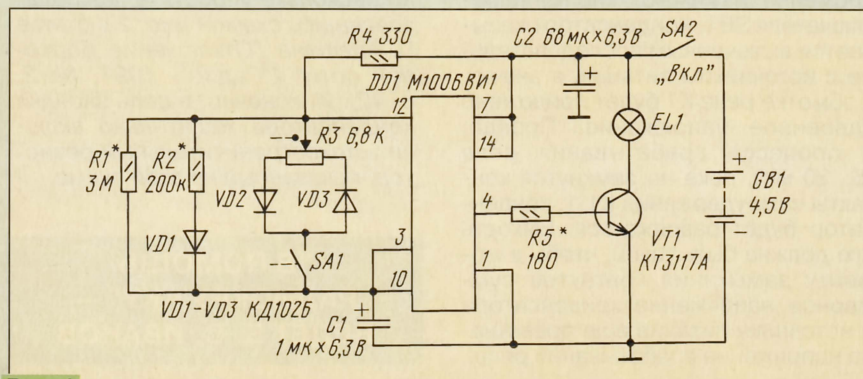 R4 330
C2 68 мк×6,3 В
SA2
„Вкл"
DD1 М1006ВИ1
12
7
R1*
3 М
R2*
200к
R3 6,8 к
+
EL1
14
VD2
VD3
+
GB1
4,5 В
4
VD1
3
SA1
R5*
180
VT1
КТ3117А
10
1
VD1-VD3 КД102Б
+
C1
1 мк×6,3В